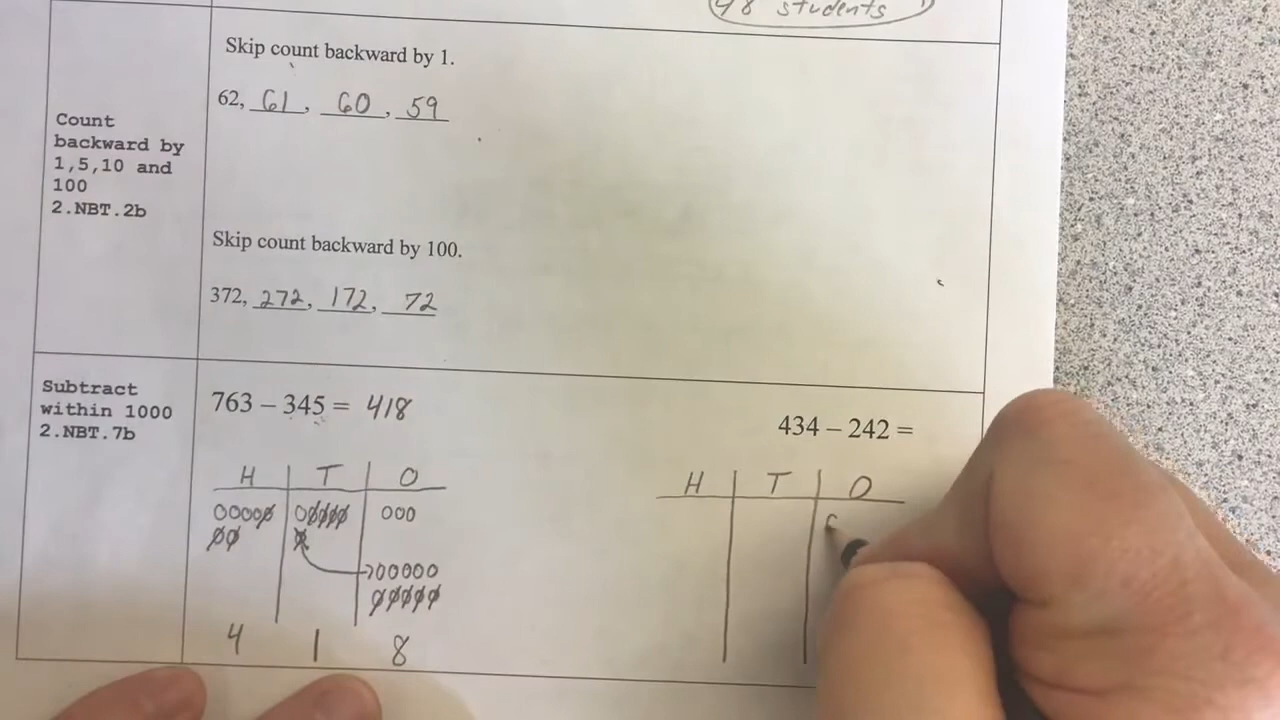 48 students
Skip count backward by 1.
62, 61, 60, 59
Count
backward by
1,5,10 and
100
2.NBT.2b
Skip count backward by 100.
372, 272, 172, 72
Subtract
within 1000
2.NBT.7b
763 – 345 = 418
434 – 242 =
H T O
H T O
4 1 8